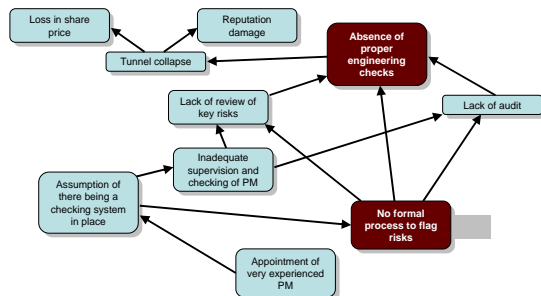 Loss in share
price
Reputation
damage
Absence of
proper
engineering
checks
Tunnel collapse
Lack of review of
key risks
Lack of audit
Inadequate
supervision and
checking of PM
Assumption of
there being a
checking system
in place
No formal
process to flag
risks
Appointment of
very experienced
PM